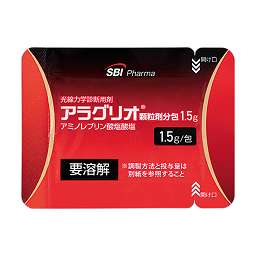 SBI Pharma
開け口
光線力学診断用剤
アラグリオ® 顆粒剤分包1.5g
アミノレブリン酸塩酸塩
1.5g/包
要溶解
※調製方法と投与量は
別紙を参照すること
開け口